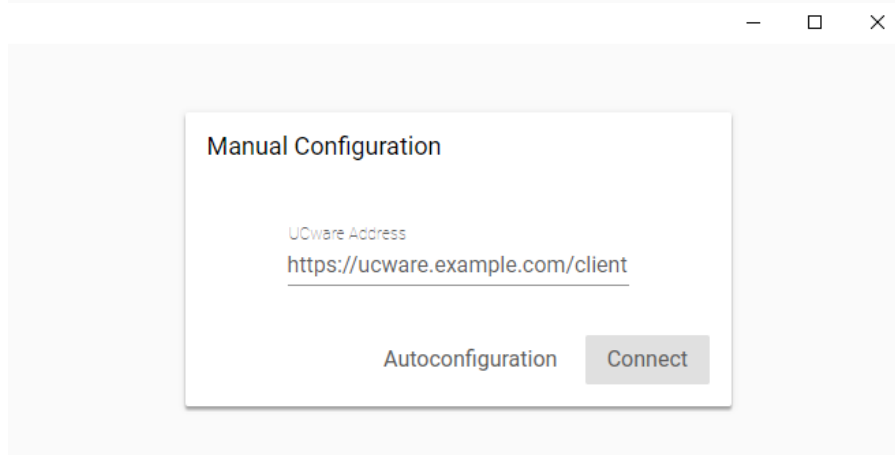 Manual Configuration
UCware Address
https://ucware.example.com/client
Autoconfiguration Connect